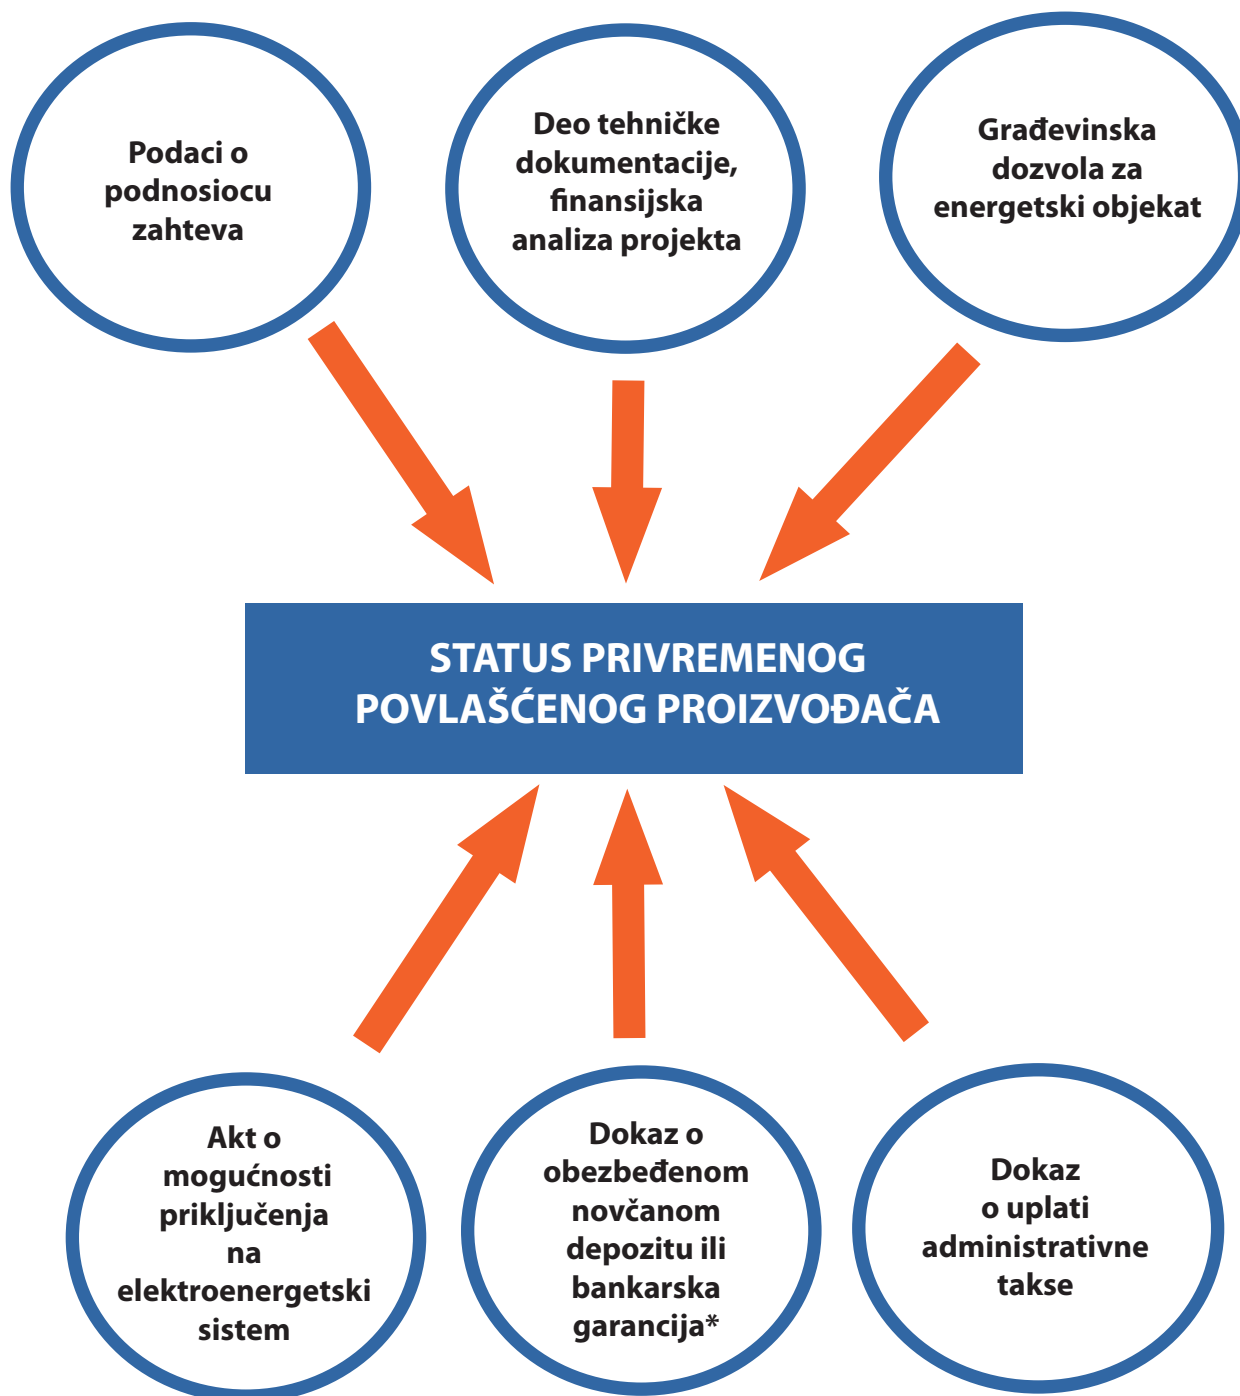 Podaci o
podnosiocu
zahteva
Deo tehničke
dokumentacije,
finansijska
analiza projekta
Građevinska
dozvola za
energetski objekat
STATUS PRIVREMENOG
POVLAŠĆENOG PROIZVOĐAČA
Akt o
mogućnosti
priključenja
na
elektroenergetski
sistem
Dokaz o
obezbeđenom
novčanom
depozitu ili
bankarska
garancija*
Dokaz
o uplati
administrativne
takse